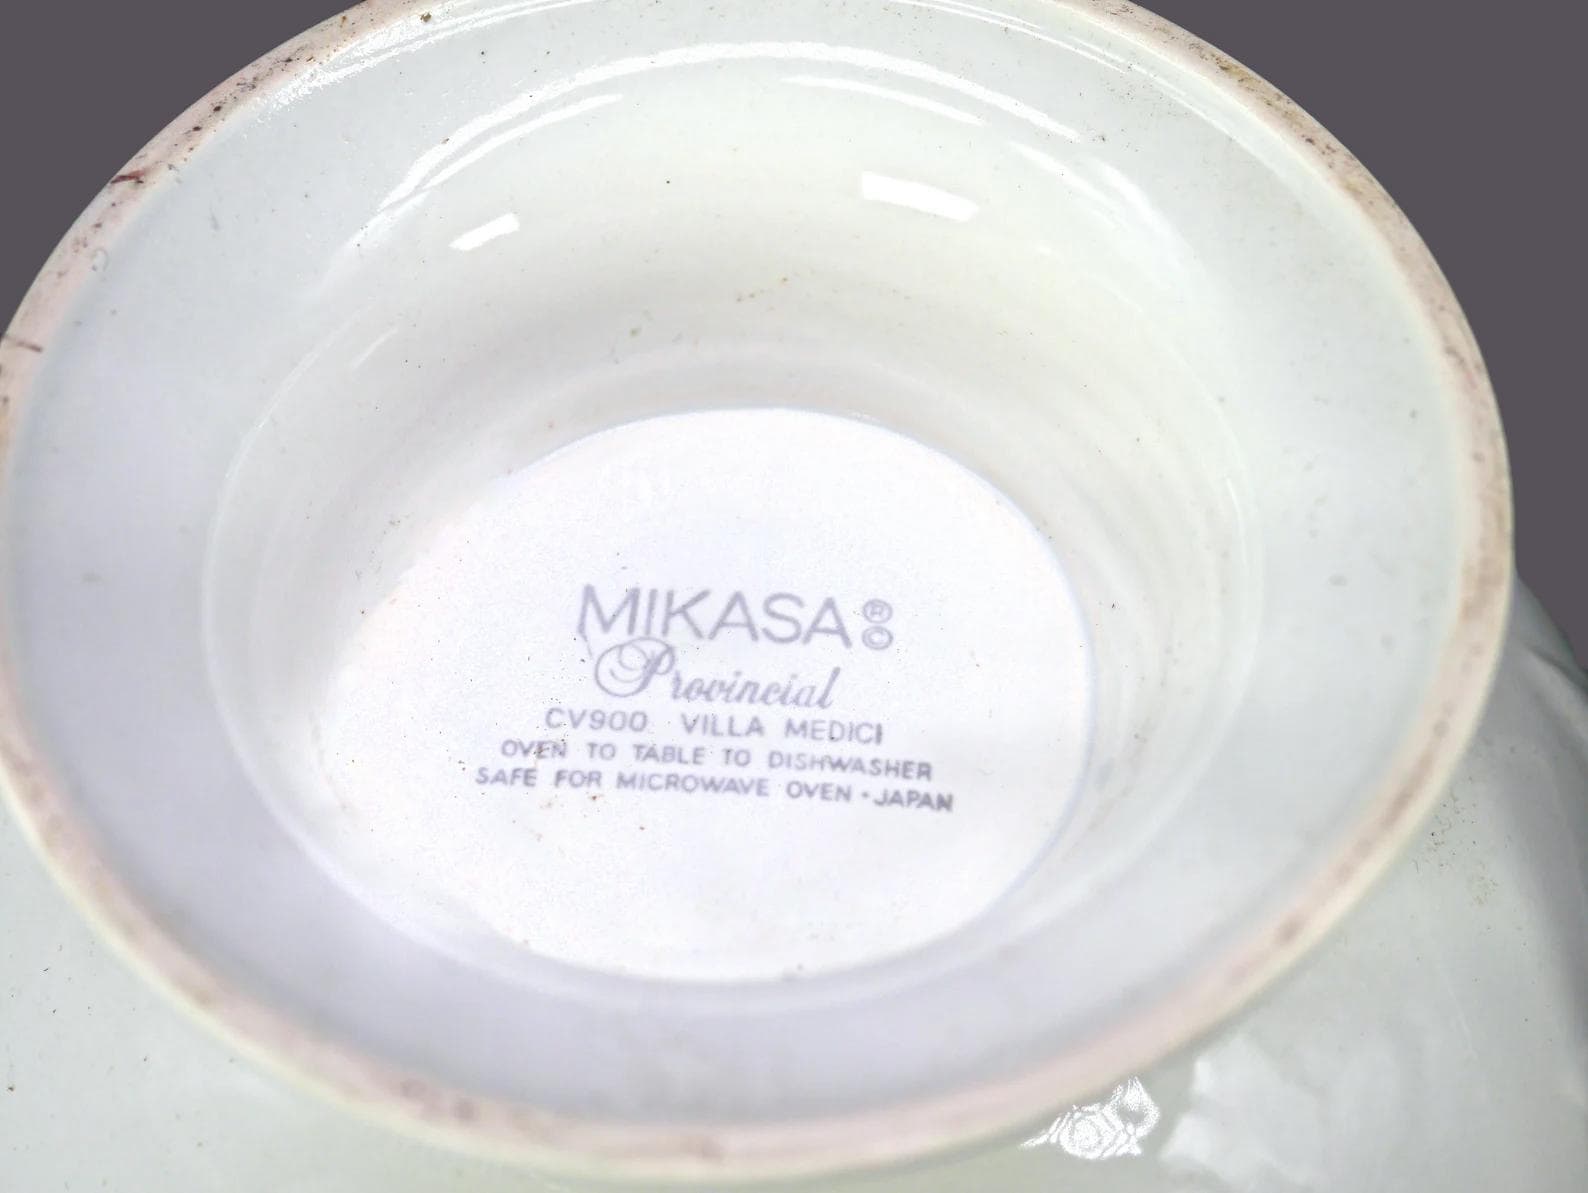 MIKASA ® ©
Provincial
CV900 VILLA MEDICI
OVEN TO TABLE TO DISHWASHER
SAFE FOR MICROWAVE OVEN • JAPAN